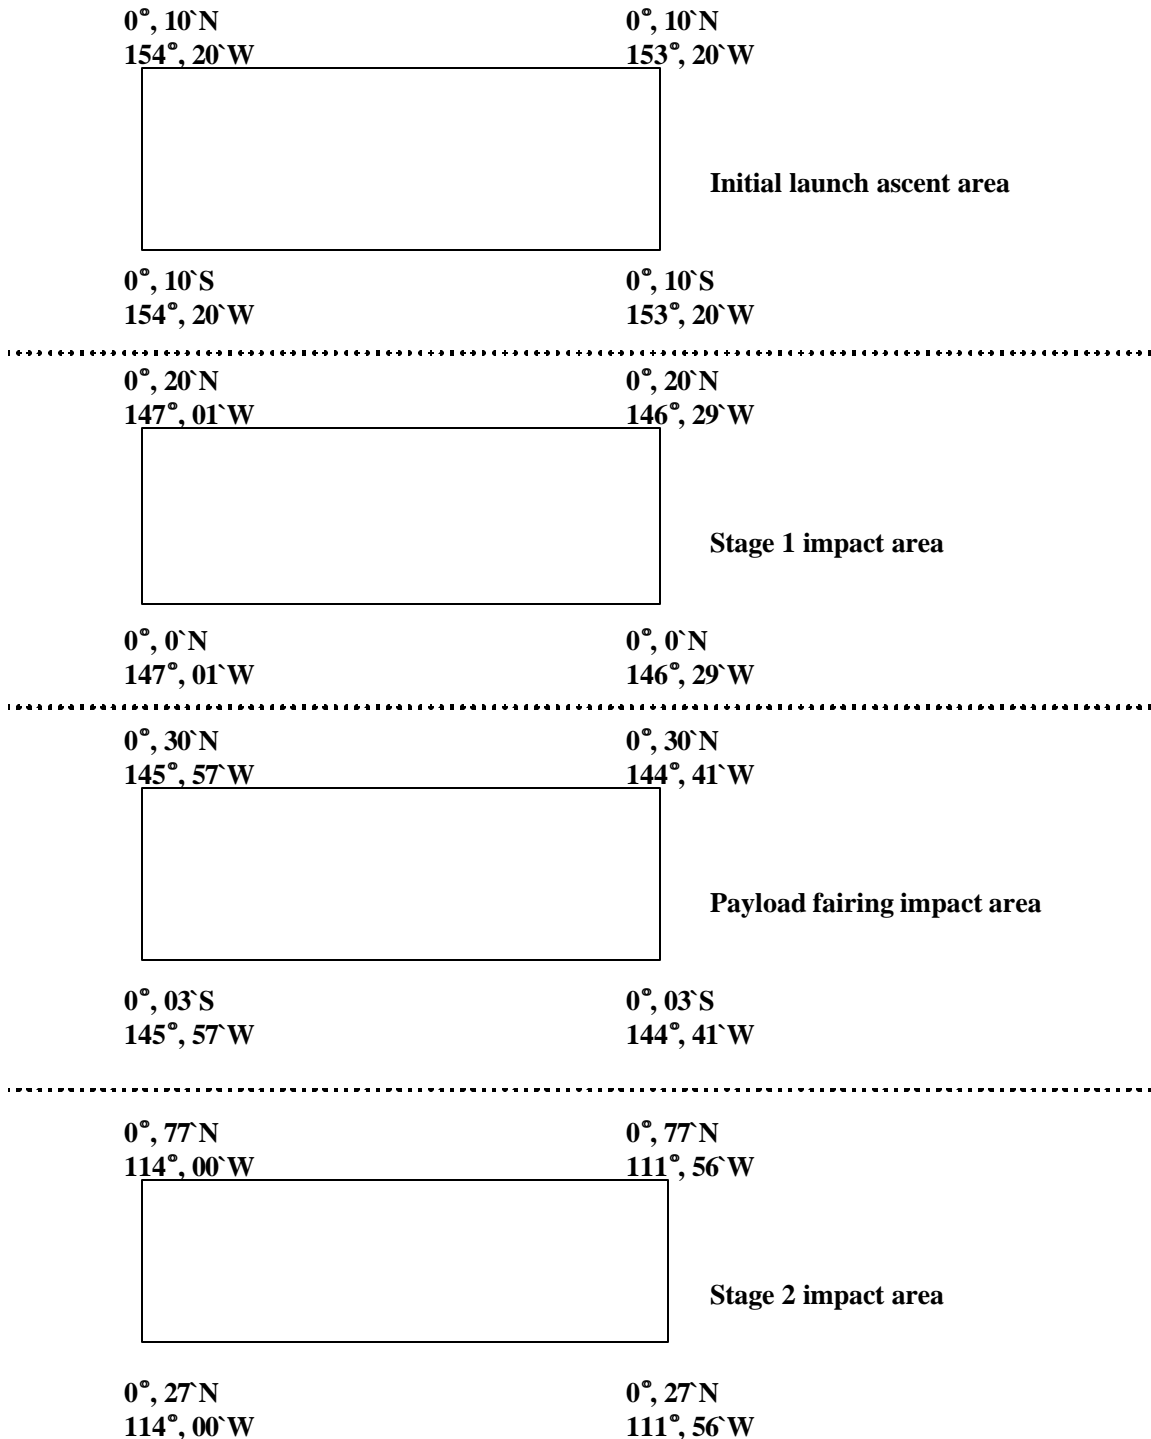 0°, 10`N 0°, 10`N
154°, 20`W 153°, 20`W
Initial launch ascent area
0°, 10`S 0°, 10`S
154°, 20`W 153°, 20`W
0°, 20`N 0°, 20`N
147°, 01`W 146°, 29`W
Stage 1 impact area
0°, 0`N 0°, 0`N
147°, 01`W 146°, 29`W
0°, 30`N 0°, 30`N
145°, 57`W 144°, 41`W
Payload fairing impact area
0°, 03`S 0°, 03`S
145°, 57`W 144°, 41`W
0°, 77`N 0°, 77`N
114°, 00`W 111°, 56`W
Stage 2 impact area
0°, 27`N 0°, 27`N
114°, 00`W 111°, 56`W